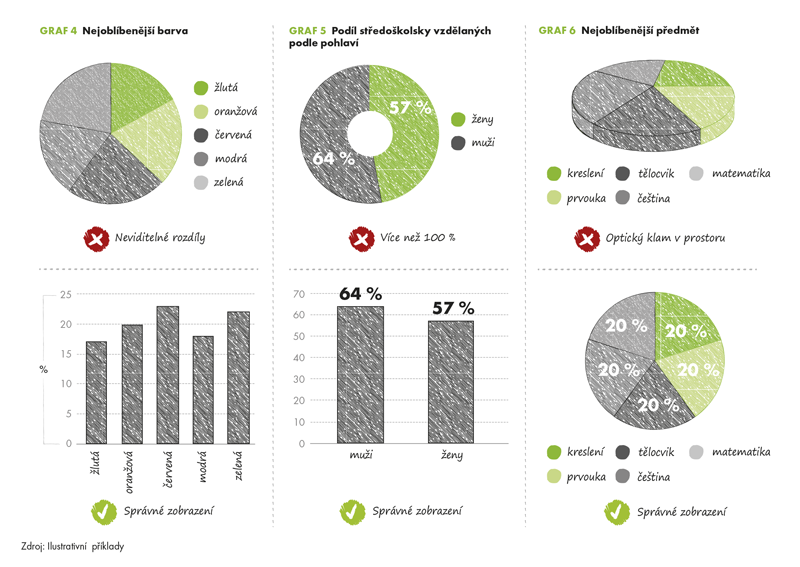 GRAF 4 Nejoblíbenější barva
žlutá
oranžová
červená
modrá
zelená
Neviditelné rozdíly
%
25
20
15
10
5
0
žlutá
oranžová
červená
modrá
zelená
Správné zobrazení
GRAF 5 Podíl středoškolsky vzdělaných
podle pohlaví
57 %
64 %
ženy
muži
Více než 100 %
70
60
50
40
30
20
10
0
64 %
57 %
muži
ženy
Správné zobrazení
GRAF 6 Nejoblíbenější předmět
kreslení
tělocvik
matematika
prvouka
čeština
Optický klam v prostoru
20 %
20 %
20 %
20 %
20 %
kreslení
tělocvik
matematika
prvouka
čeština
Správné zobrazení
Zdroj: Ilustrativní příklady